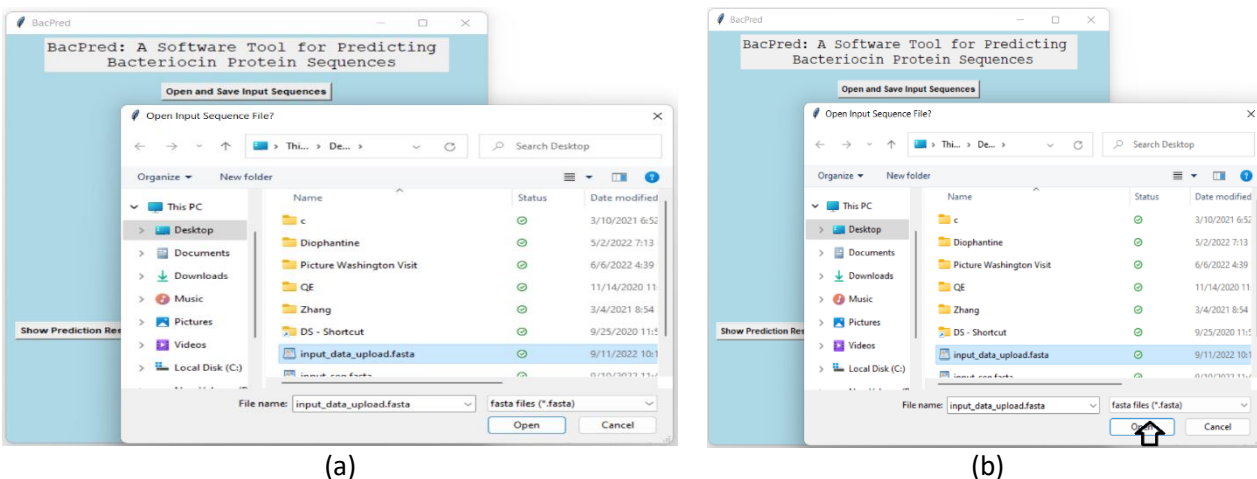 BacPred
BacPred: A Software Tool for Predicting
Bacteriocin Protein Sequences
Open and Save Input Sequences
Open Input Sequence File?
Thi... > De... >
Search Desktop
Organize
New folder
Name
Status
Date modified
This PC
Desktop
Documents
Downloads
Music
Pictures
Videos
Local Disk (C:)
c
3/10/2021 6:52
Diophantine
5/2/2022 7:13
Picture Washington Visit
6/6/2022 4:39
QE
11/14/2020 11:
Zhang
3/4/2021 8:54
DS - Shortcut
9/25/2020 11:5
input_data_upload.fasta
9/11/2022 10:1
Show Prediction Res
File name:
input_data_upload.fasta
fasta files (*.fasta)
Open
Cancel
(a)
BacPred
BacPred: A Software Tool for Predicting
Bacteriocin Protein Sequences
Open and Save Input Sequences
Open Input Sequence File?
Thi... > De... >
Search Desktop
Organize
New folder
Name
Status
Date modified
This PC
Desktop
Documents
Downloads
Music
Pictures
Videos
Local Disk (C:)
c
3/10/2021 6:52
Diophantine
5/2/2022 7:13
Picture Washington Visit
6/6/2022 4:39
QE
11/14/2020 11:
Zhang
3/4/2021 8:54
DS - Shortcut
9/25/2020 11:5
input_data_upload.fasta
9/11/2022 10:1
Show Prediction Res
File name:
input_data_upload.fasta
fasta files (*.fasta)
Open
Cancel
(b)